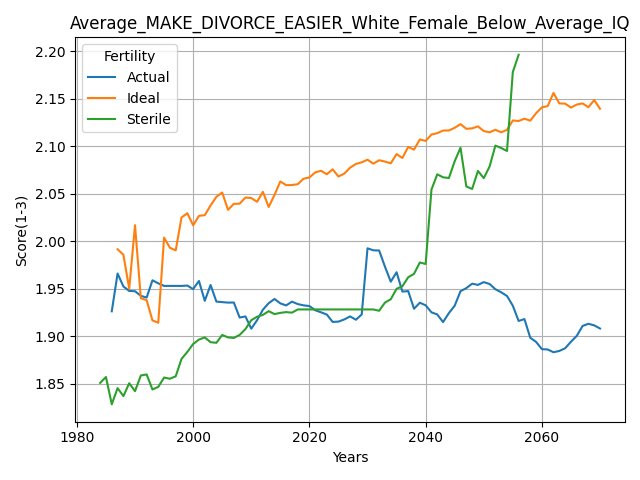 Average_MAKE_DIVORCE_EASIER_White_Female_Below_Average_IQ
Fertility
Actual
Ideal
Sterile
2.20
2.15
2.10
2.05
2.00
1.95
1.90
1.85
Score(1-3)
1980
2000
2020
2040
2060
Years